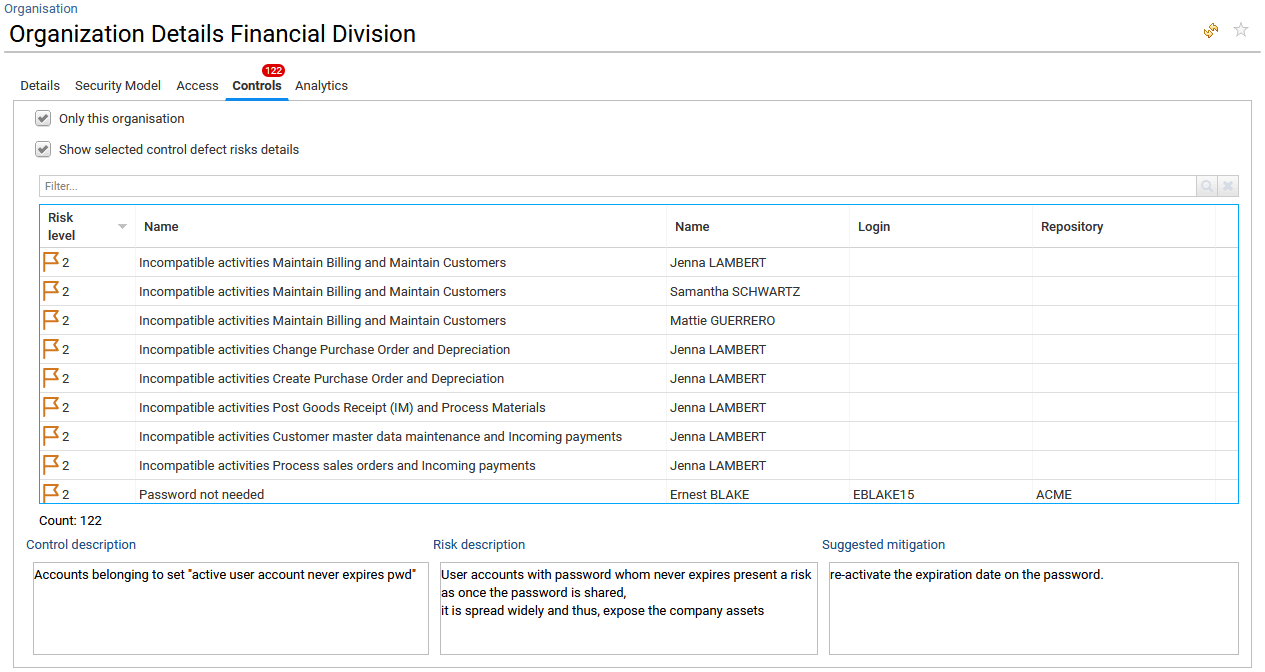 Organisation
Organization Details Financial Division
122
Details Security Model Access Controls Analytics
Only this organisation
Show selected control defect risks details
Filter...
Risk level Name Name Login Repository
2 Incompatible activities Maintain Billing and Maintain Customers Jenna LAMBERT
2 Incompatible activities Maintain Billing and Maintain Customers Samantha SCHWARTZ
2 Incompatible activities Maintain Billing and Maintain Customers Mattie GUERRERO
2 Incompatible activities Change Purchase Order and Depreciation Jenna LAMBERT
2 Incompatible activities Create Purchase Order and Depreciation Jenna LAMBERT
2 Incompatible activities Post Goods Receipt (IM) and Process Materials Jenna LAMBERT
2 Incompatible activities Customer master data maintenance and Incoming payments Jenna LAMBERT
2 Incompatible activities Process sales orders and Incoming payments Jenna LAMBERT
2 Password not needed Ernest BLAKE EBLAKE15 ACME
Count: 122
Control description
Accounts belonging to set "active user account never expires pwd"
Risk description
User accounts with password whom never expires present a risk
as once the password is shared,
it is spread widely and thus, expose the company assets
Suggested mitigation
re-activate the expiration date on the password.